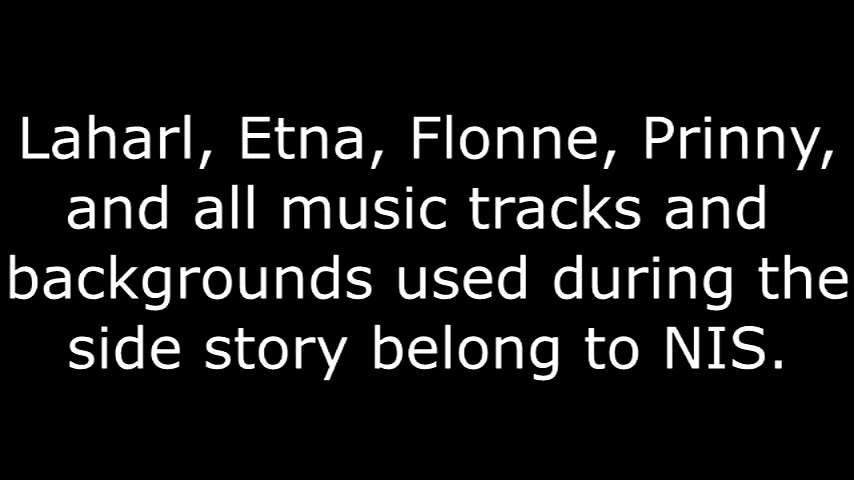 Laharl, Etna, Flonne, Prinny,
and all music tracks and
backgrounds used during the
side story belong to NIS.